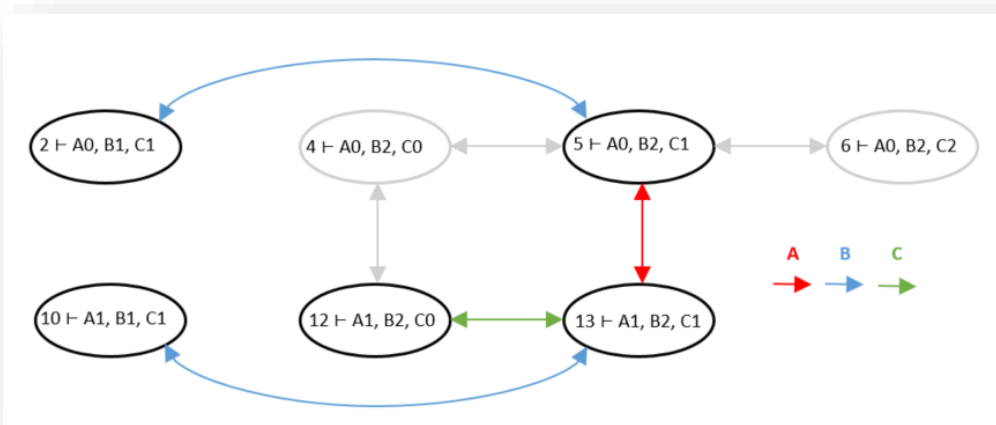 2 ⊢ A0, B1, C1
4 ⊢ A0, B2, C0
5 ⊢ A0, B2, C1
6 ⊢ A0, B2, C2
A B C
10 ⊢ A1, B1, C1
12 ⊢ A1, B2, C0
13 ⊢ A1, B2, C1